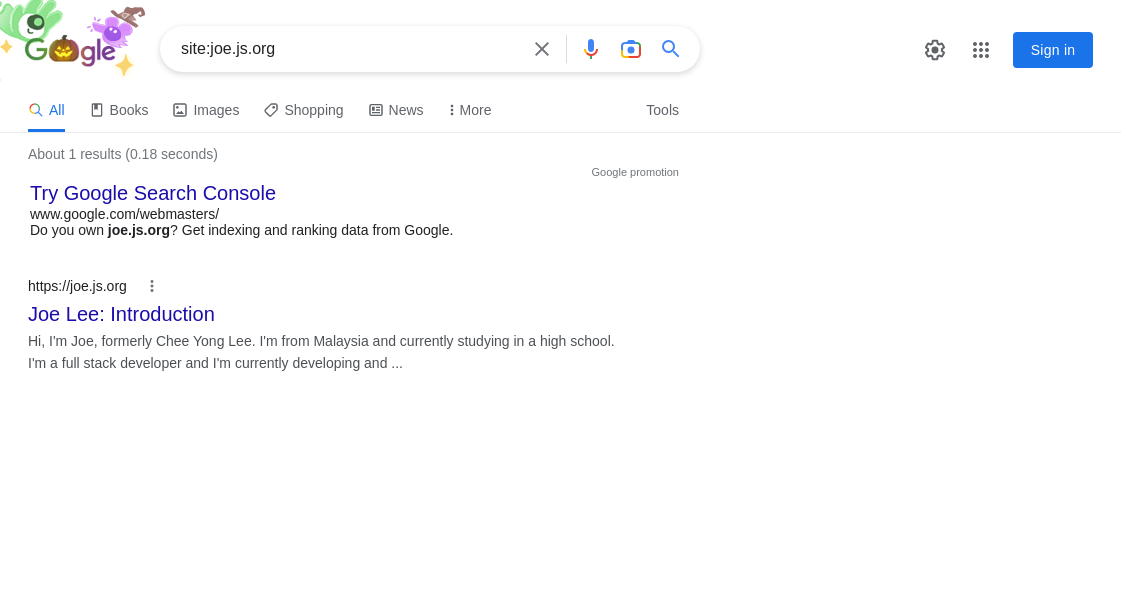 Google
site:joe.js.org
Sign in
All
Books
Images
Shopping
News
More
Tools
About 1 results (0.18 seconds)
Google promotion
Try Google Search Console
www.google.com/webmasters/
Do you own joe.js.org? Get indexing and ranking data from Google.
https://joe.js.org
Joe Lee: Introduction
Hi, I'm Joe, formerly Chee Yong Lee. I'm from Malaysia and currently studying in a high school.
I'm a full stack developer and I'm currently developing and ...